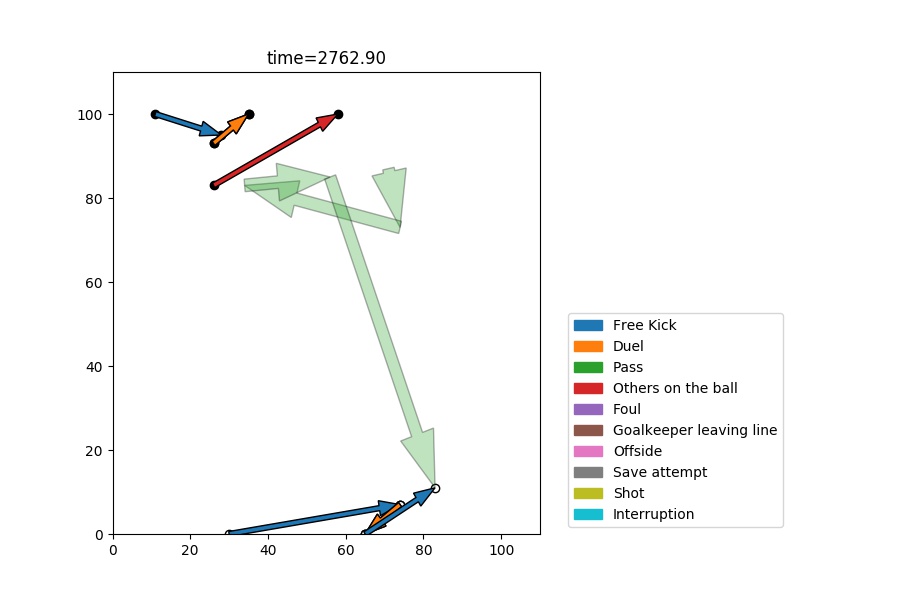 time=2762.90
100
80
60
40
20
0
0 20 40 60 80 100
Free Kick
Duel
Pass
Others on the ball
Foul
Goalkeeper leaving line
Offside
Save attempt
Shot
Interruption